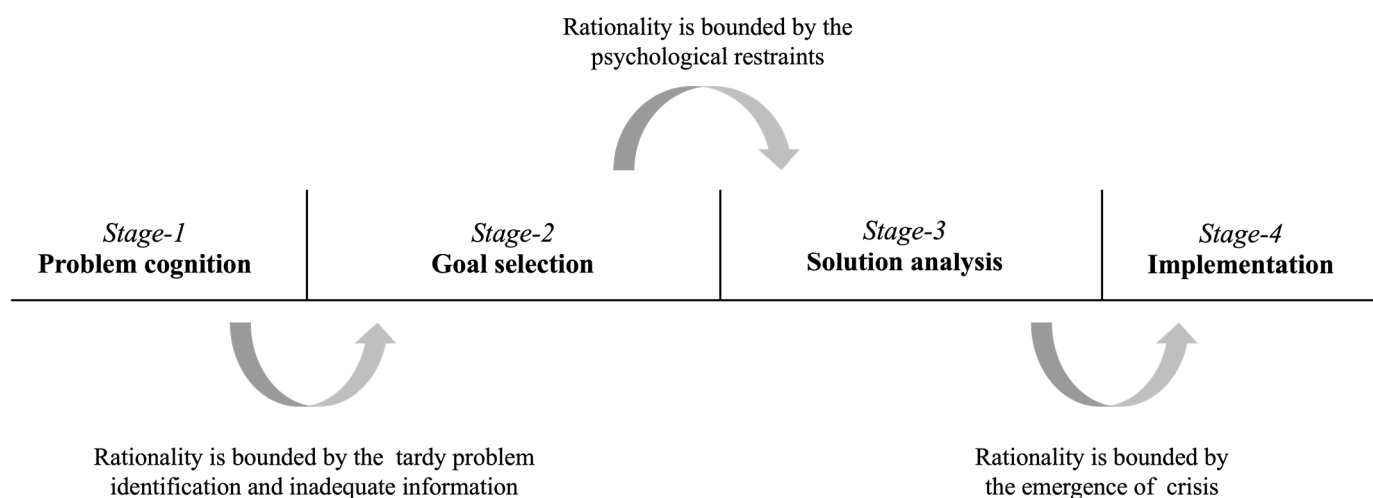 Rationality is bounded by the
psychological restraints
Stage-1
Problem cognition
Stage-2
Goal selection
Stage-3
Solution analysis
Stage-4
Implementation
Rationality is bounded by the tardy problem
identification and inadequate information
Rationality is bounded by
the emergence of crisis